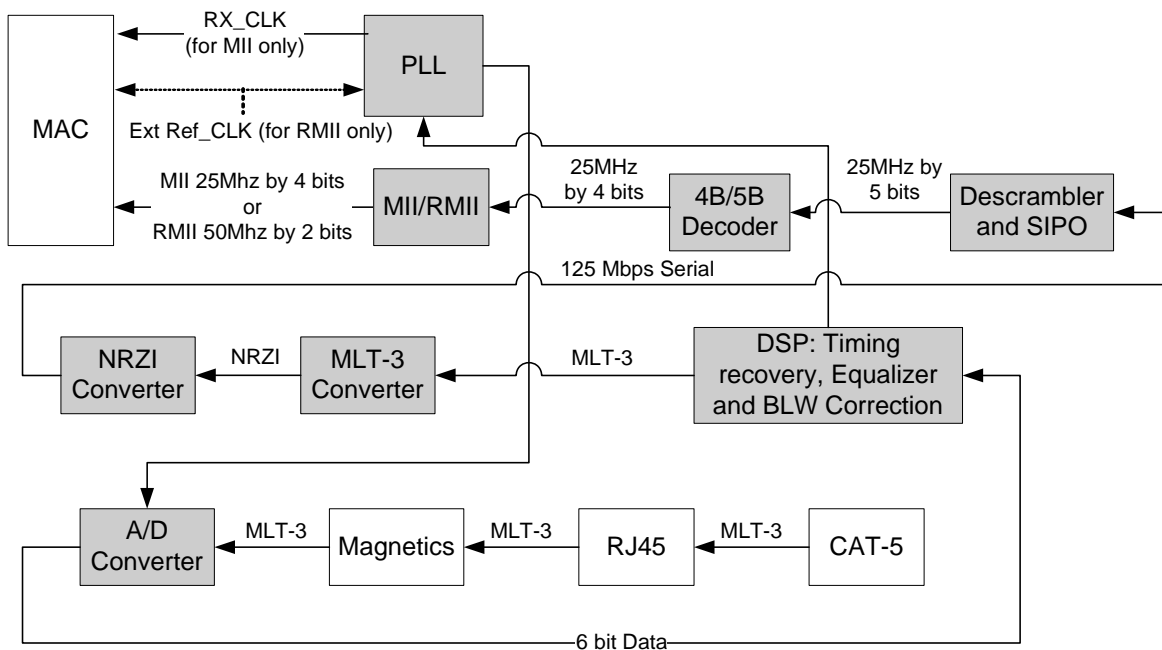 RX_CLK
(for MII only)
PLL
MAC
Ext Ref_CLK (for RMII only)
MII 25Mhz by 4 bits
or
RMII 50Mhz by 2 bits
MII/RMII
25MHz
by 4 bits
4B/5B
Decoder
25MHz by
5 bits
Descrambler
and SIPO
125 Mbps Serial
NRZI
Converter
NRZI
MLT-3
Converter
MLT-3
DSP: Timing
recovery, Equalizer
and BLW Correction
A/D
Converter
MLT-3
Magnetics
MLT-3
RJ45
MLT-3
CAT-5
6 bit Data